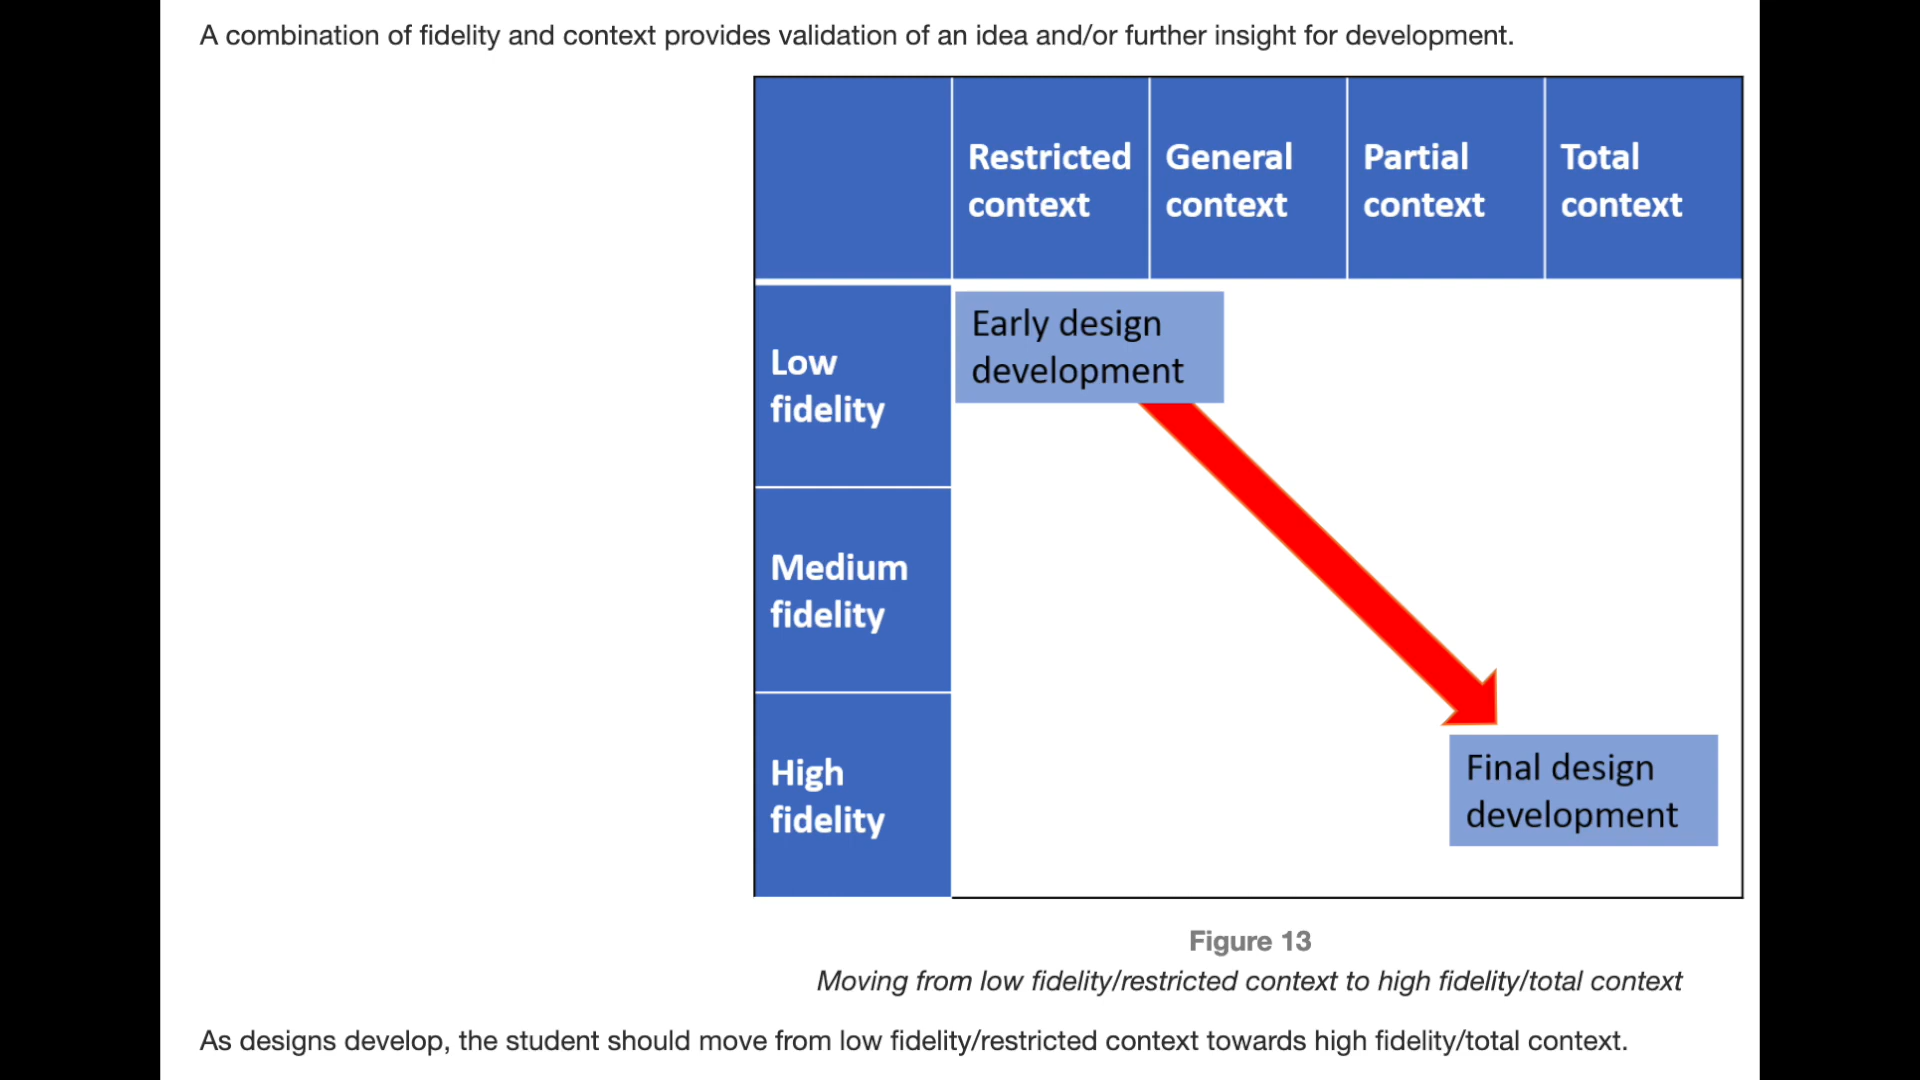 A combination of fidelity and context provides validation of an idea and/or further insight for development.
Restricted context
General context
Partial context
Total context
Low fidelity
Early design development
Medium fidelity
High fidelity
Final design development
Figure 13
Moving from low fidelity/restricted context to high fidelity/total context
As designs develop, the student should move from low fidelity/restricted context towards high fidelity/total context.